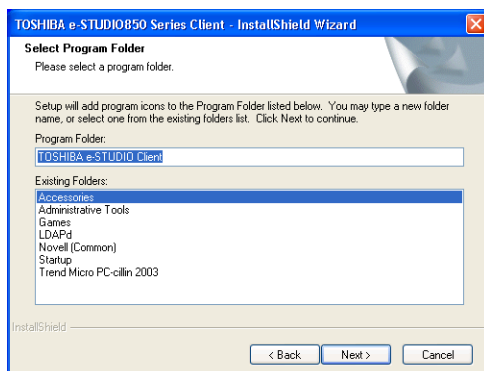 TOSHIBA e-STUDIO850 Series Client - InstallShield Wizard
Select Program Folder
Please select a program folder.
Setup will add program icons to the Program Folder listed below. You may type a new folder
name, or select one from the existing folders list. Click Next to continue.
Program Folder:
TOSHIBA e-STUDIO Client
Existing Folders:
Accessories
Administrative Tools
Games
LDAPd
Novell (Common)
Startup
Trend Micro PC-cillin 2003
InstallShield
< Back Next > Cancel